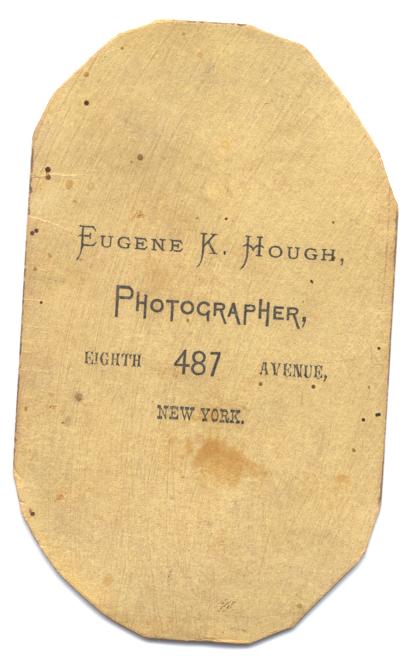 Eugene K. Hough,
Photographer,
EIGHTH 487 AVENUE,
NEW YORK.